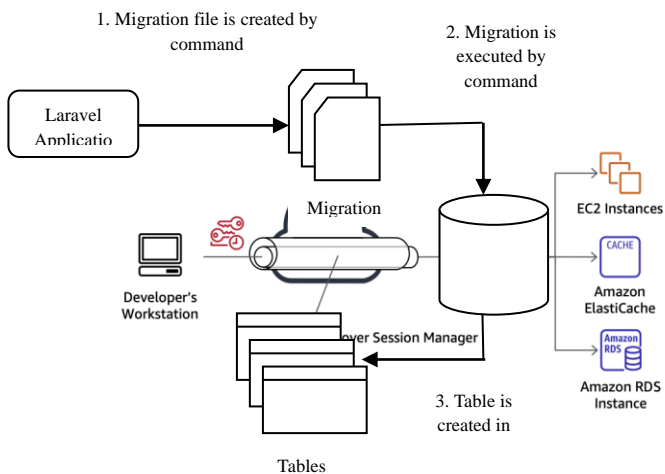 1. Migration file is created by
command
2. Migration is
executed by
command
Laravel
Applicatio
Migration
EC2 Instances
CACHE
Amazon
ElastiCache
Developer's
Workstation
over Session Manager
Amazon
RDS
Amazon RDS
Instance
3. Table is
created in
Tables